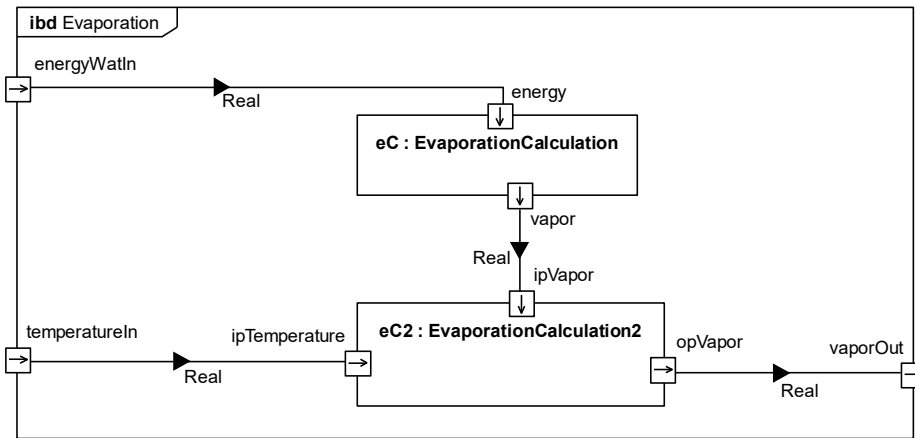 ibd Evaporation
energyWatIn
Real
energy
eC : EvaporationCalculation
vapor
Real
ipVapor
temperatureIn
Real
ipTemperature
eC2 : EvaporationCalculation2
opVapor
Real
vaporOut